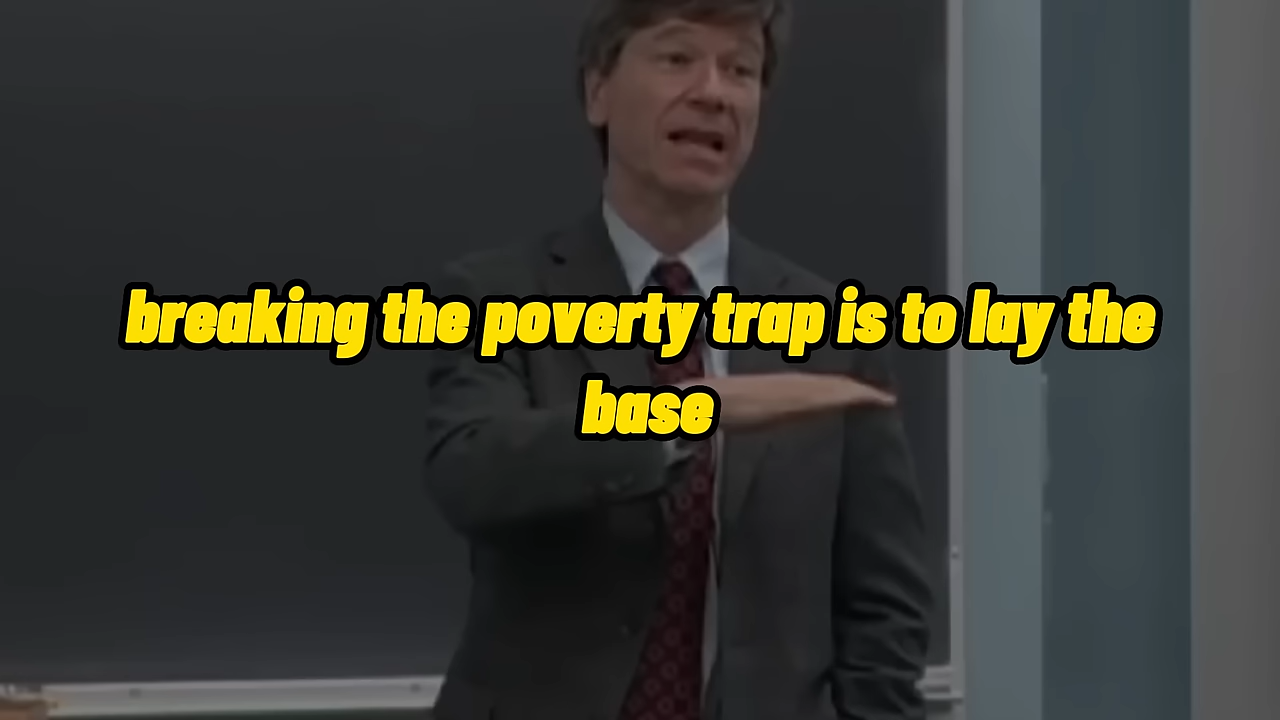 breaking the poverty trap is to lay the
base